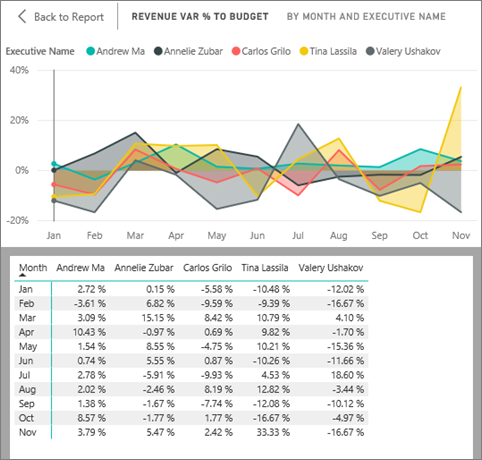 Back to Report REVENUE VAR % TO BUDGET BY MONTH AND EXECUTIVE NAME
Executive Name Andrew Ma Annelie Zubar Carlos Grilo Tina Lassila Valery Ushakov
40%
20%
0%
-20%
Jan Feb Mar Apr May Jun Jul Aug Sep Oct Nov
Month Andrew Ma Annelie Zubar Carlos Grilo Tina Lassila Valery Ushakov
Jan 2.72 % 0.15 % -5.58 % -10.48 % -12.02 %
Feb -3.61 % 6.82 % -9.59 % -9.39 % -16.67 %
Mar 3.09 % 15.15 % 8.42 % 10.79 % 4.10 %
Apr 10.43 % -0.97 % 0.69 % 9.82 % -1.70 %
May 1.54 % 8.55 % -4.75 % 10.21 % -15.36 %
Jun 0.74 % 5.55 % 0.87 % -10.26 % -11.66 %
Jul 2.78 % -5.91 % -9.93 % 4.53 % 18.60 %
Aug 2.02 % -2.46 % 8.19 % 12.82 % -3.44 %
Sep 1.38 % -1.67 % -7.74 % -12.08 % -10.12 %
Oct 8.57 % -1.77 % 1.77 % -16.67 % -4.97 %
Nov 3.79 % 5.47 % 2.42 % 33.33 % -16.67 %